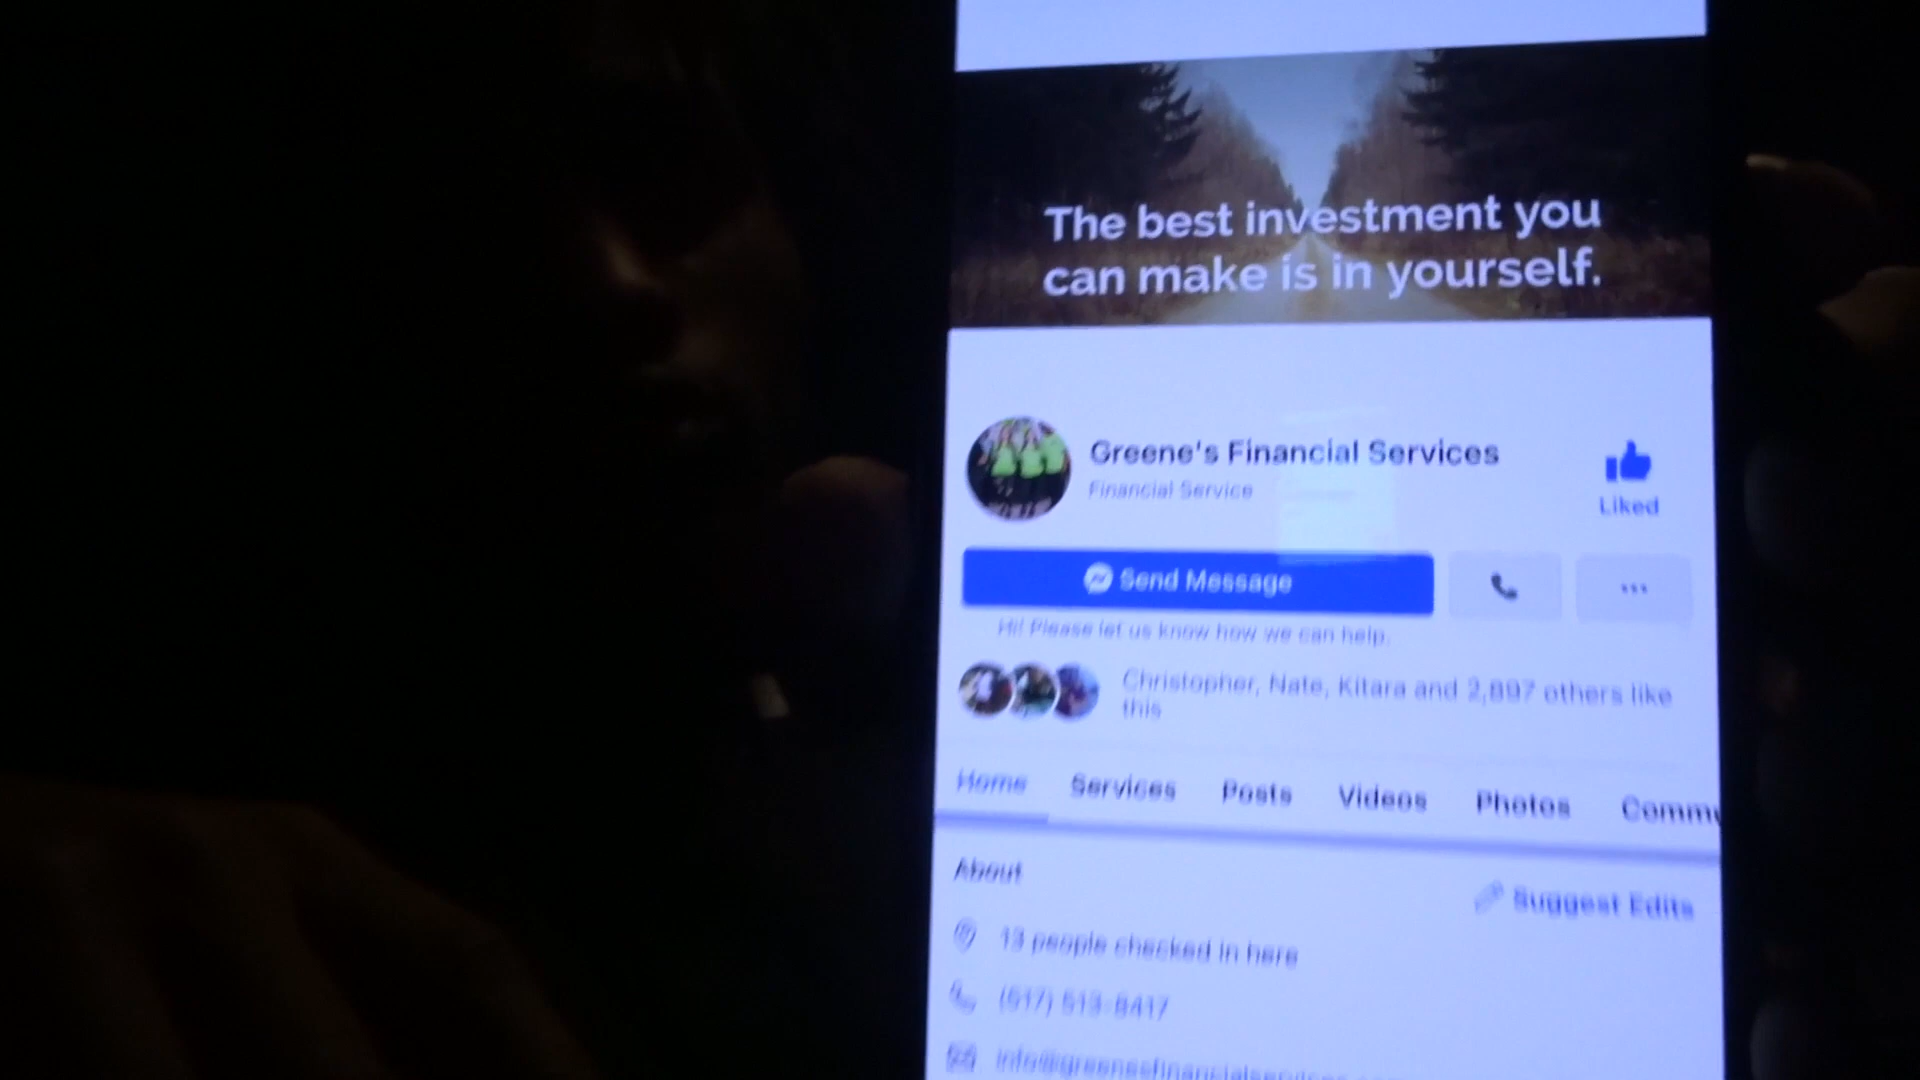 The best investment you
can make is in yourself.
Greene's Financial Services
Financial Service
Liked
Send Message
Hi! Please let us know how we can help.
Christopher, Nate, Kitara and 2,897 others like
this
Home Services Posts Videos Photos Commu
About
Suggest Edits
13 people checked in here
(517) 513-8417